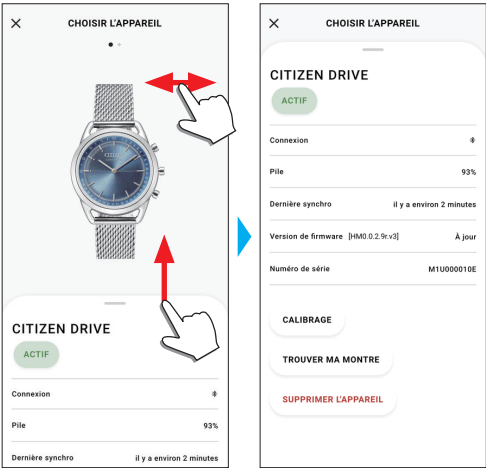 CHOISIR L'APPAREIL
CITIZEN DRIVE
ACTIF
Connexion
Pile 93%
Dernière synchro il y a environ 2 minutes
CHOISIR L'APPAREIL
CITIZEN DRIVE
ACTIF
Connexion
Pile 93%
Dernière synchro il y a environ 2 minutes
Version de firmware [HM0.0.2.9r.v3] À jour
Numéro de série M1U000010E
CALIBRAGE
TROUVER MA MONTRE
SUPPRIMER L'APPAREIL